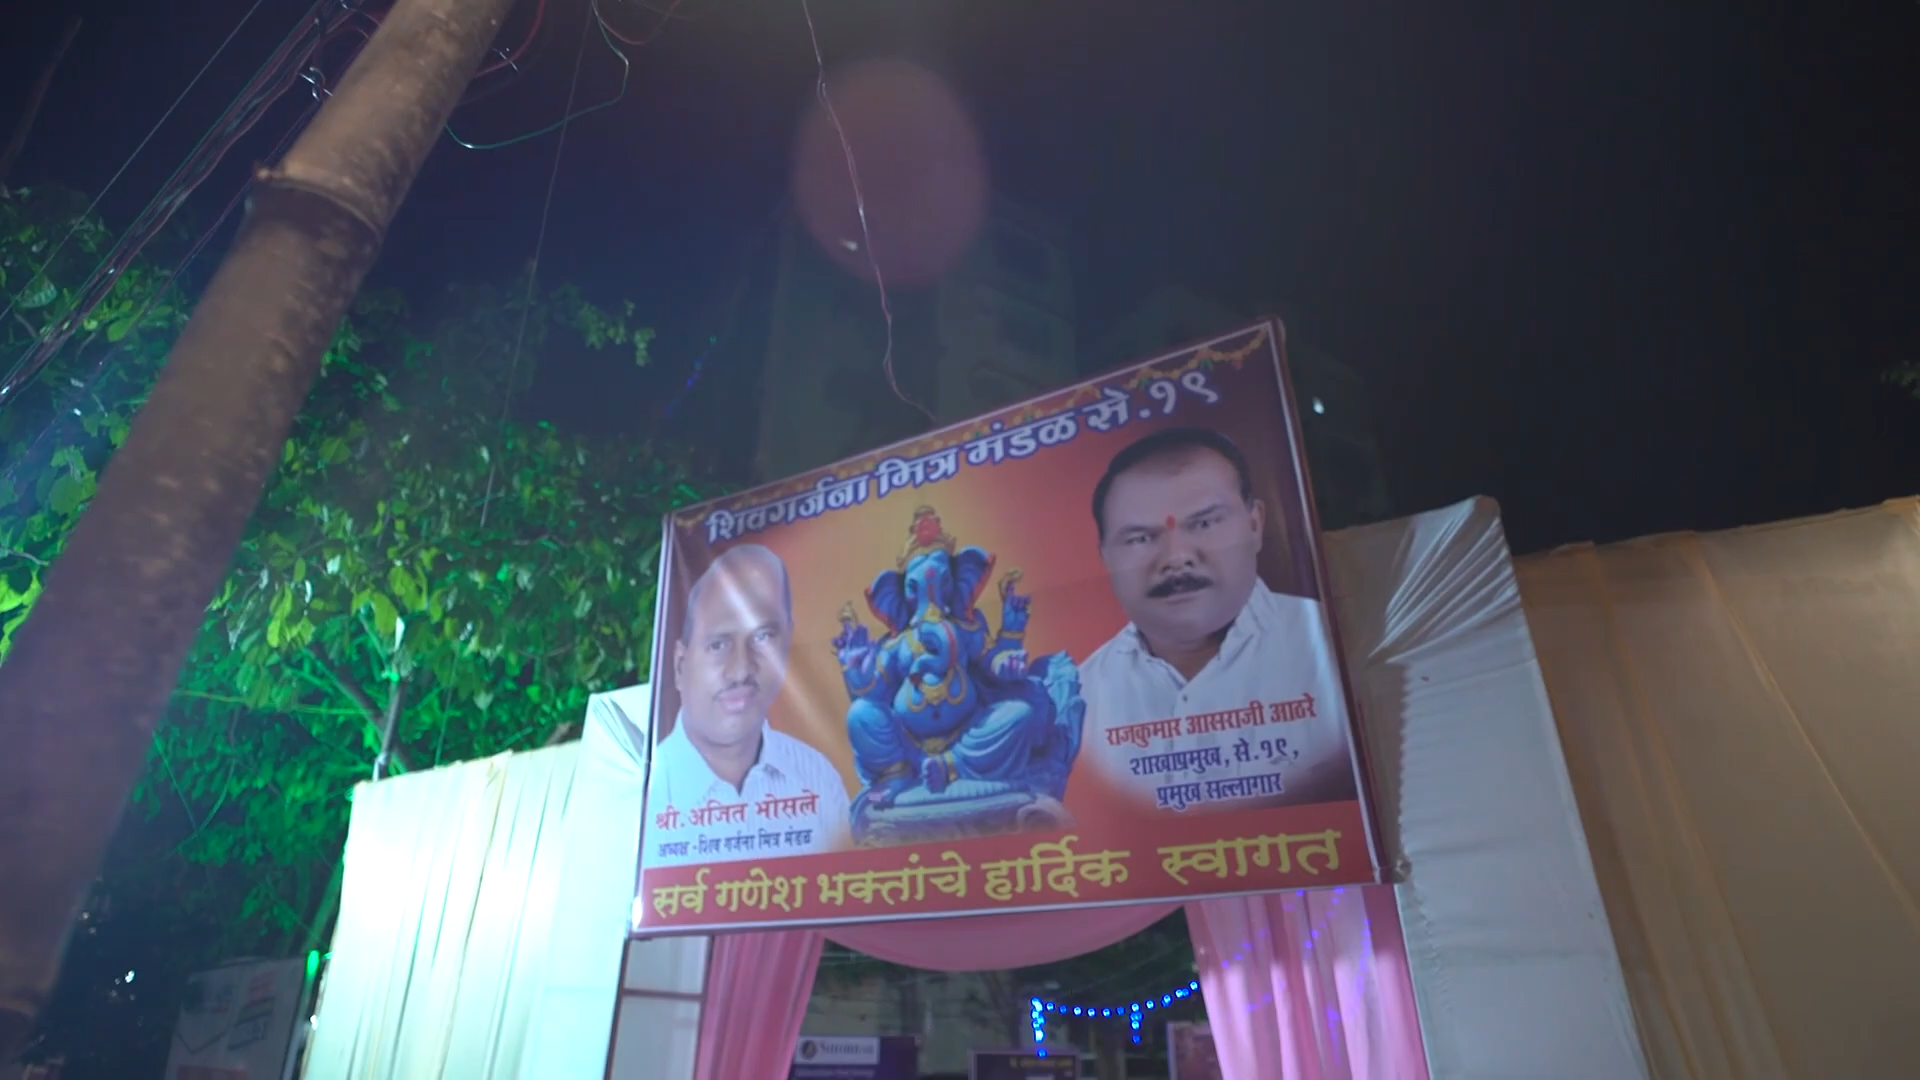 शिवगर्जना मित्र मंडळ से.१९
श्री.अजित भोसले
अध्यक्ष -शिव गर्जना मित्र मंडळ
राजकुमार आसराजी आठरे
शाखाप्रमुख, से.१९,
प्रमुख सल्लागार
सर्व गणेश भक्तांचे हार्दिक स्वागत